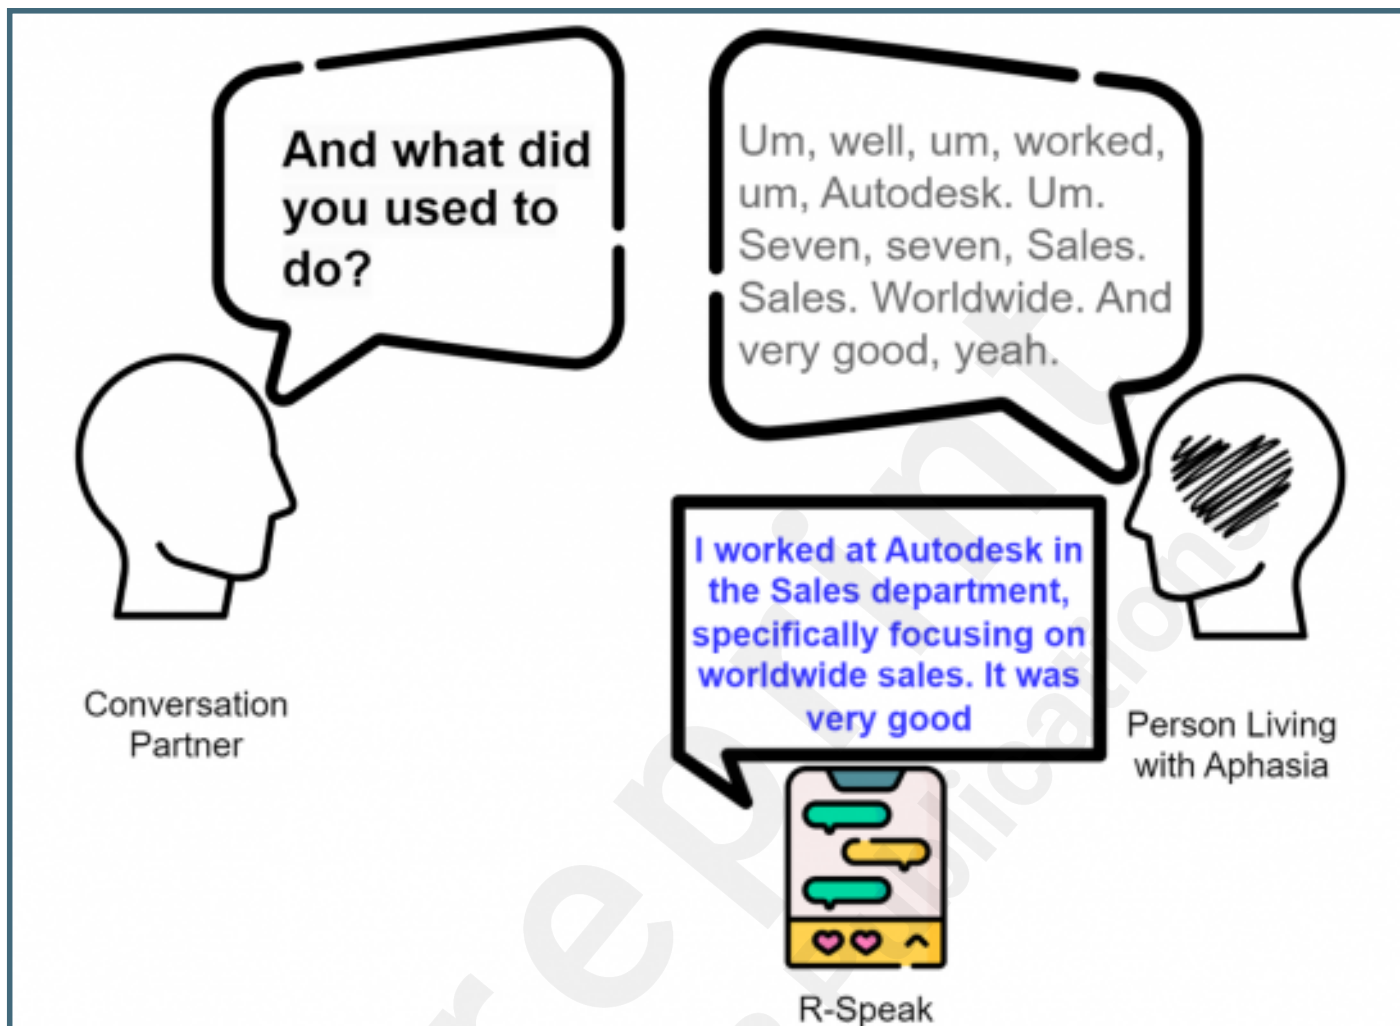 And what did
you used to
do?
Um, well, um, worked,
um, Autodesk. Um.
Seven, seven, Sales.
Sales. Worldwide. And
very good, yeah.
I worked at Autodesk in
the Sales department,
specifically focusing on
worldwide sales. It was
very good
Conversation
Partner
Person Living
with Aphasia
R-Speak